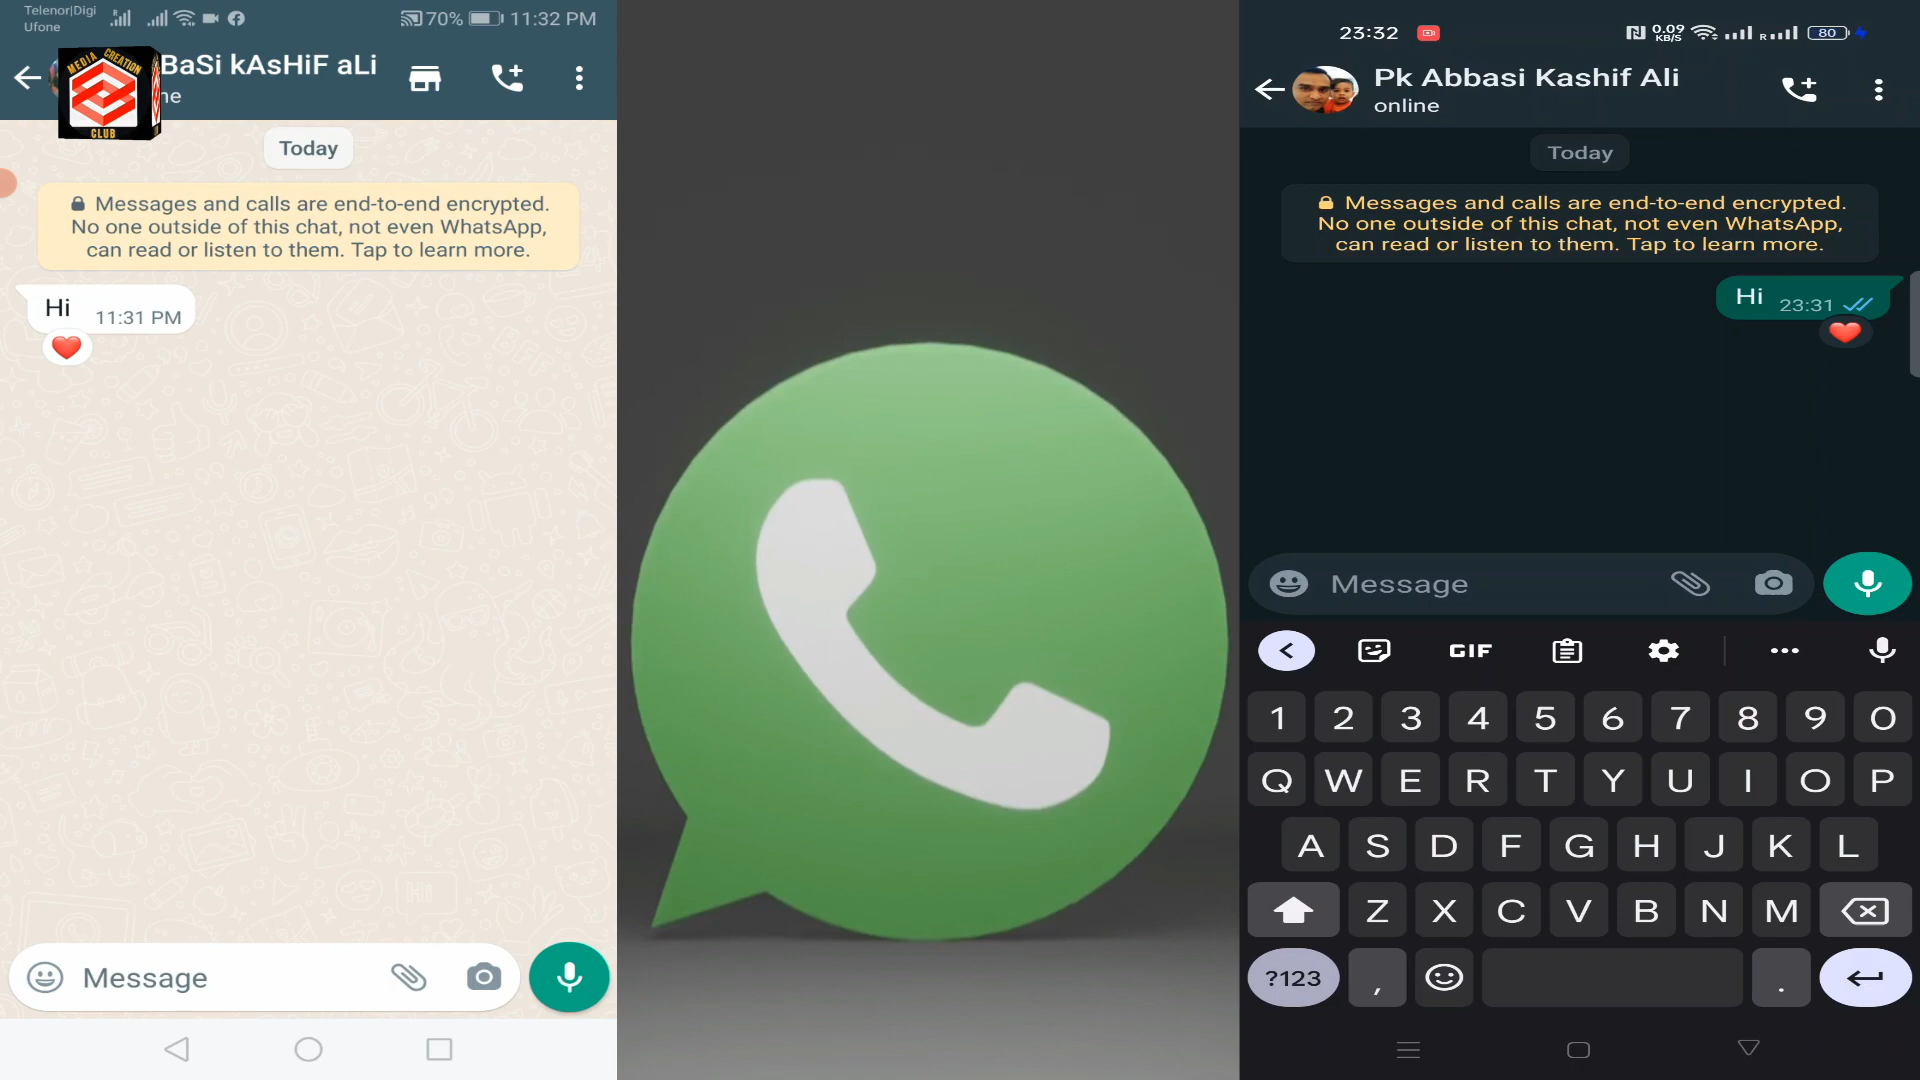 Telenor|Digi
Ufone
70% 11:32 PM
MEDIA CREATION
CLUB
BaSi kAsHiF aLi
ne
Today
Messages and calls are end-to-end encrypted.
No one outside of this chat, not even WhatsApp,
can read or listen to them. Tap to learn more.
Hi 11:31 PM
Message
23:32
0.09
KB/S
R
80
Pk Abbasi Kashif Ali
online
Today
Messages and calls are end-to-end encrypted.
No one outside of this chat, not even WhatsApp,
can read or listen to them. Tap to learn more.
Hi 23:31
Message
GIF
1 2 3 4 5 6 7 8 9 0
Q W E R T Y U I O P
A S D F G H J K L
Z X C V B N M
?123 , .